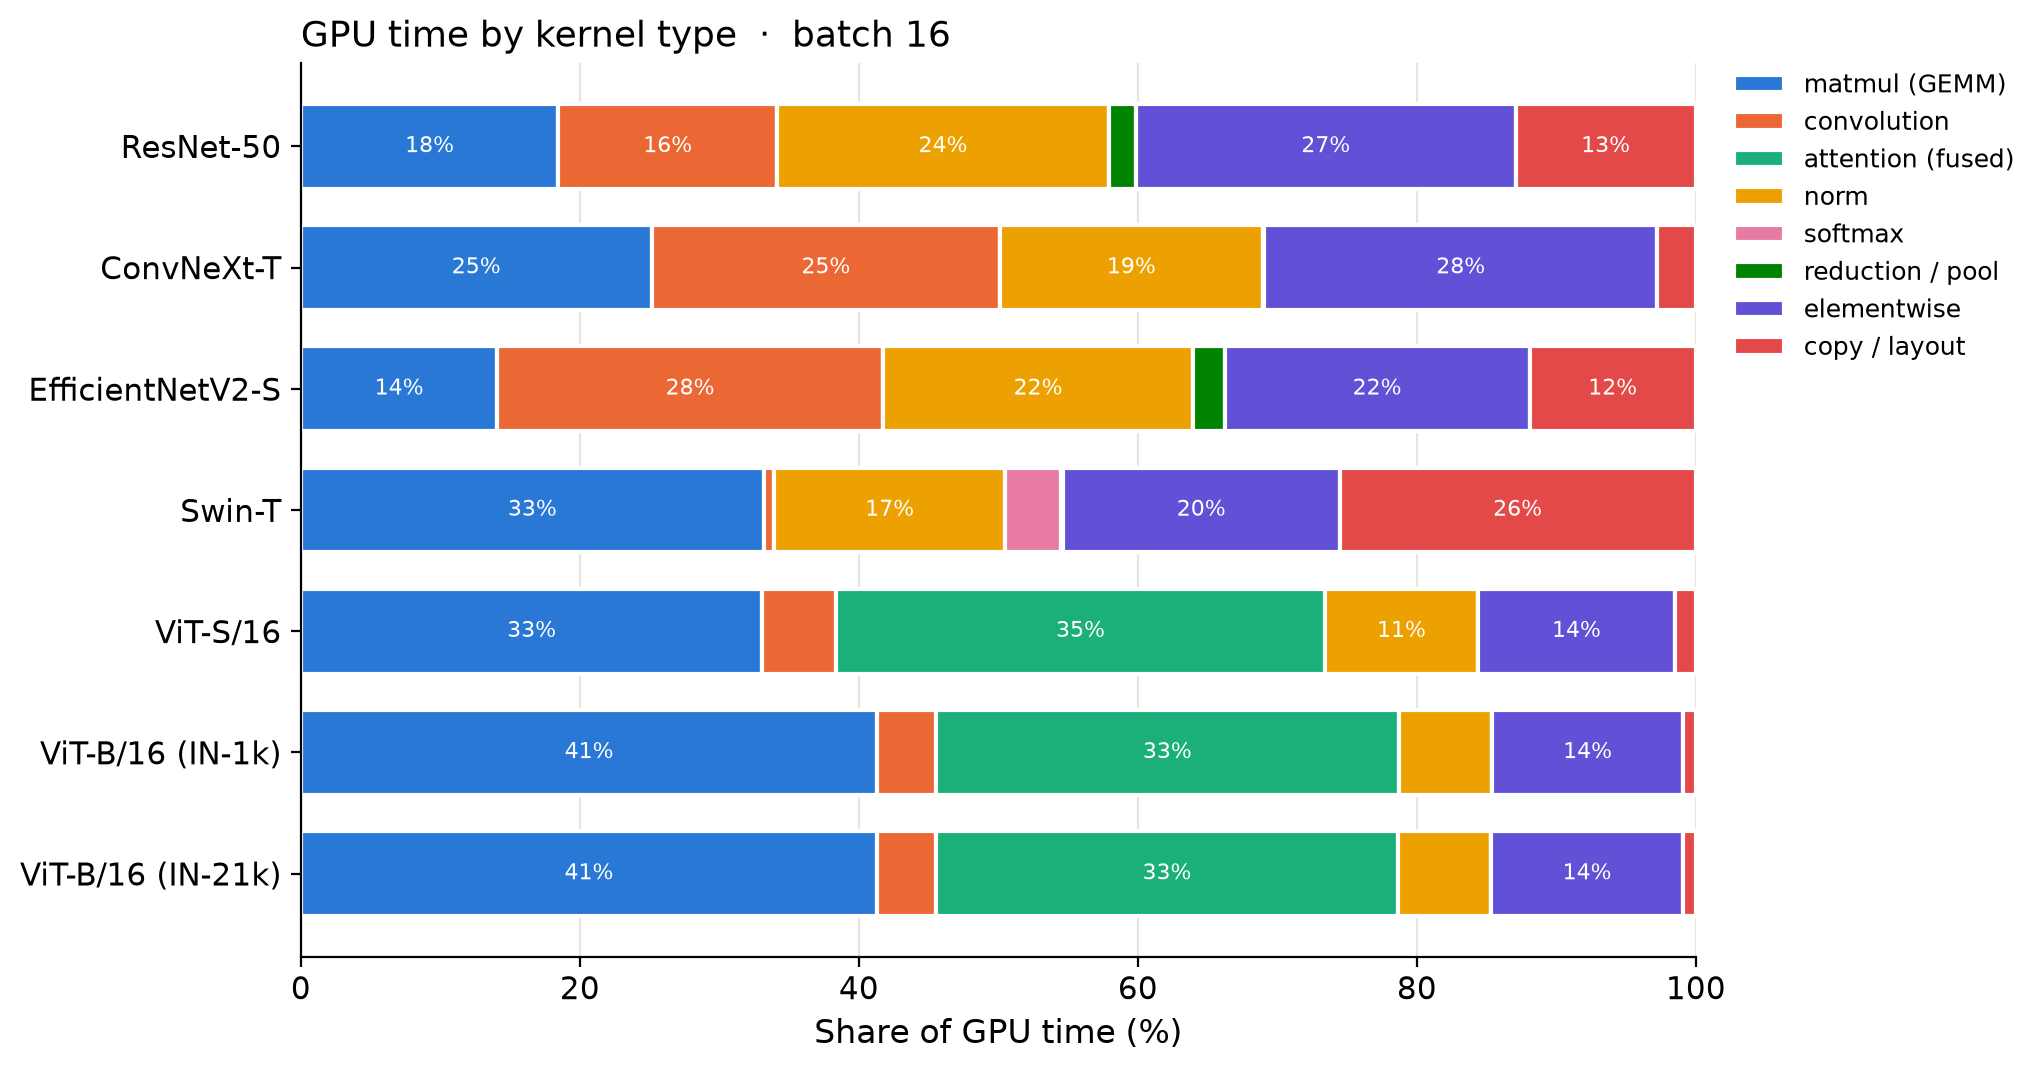 GPU time by kernel type · batch 16
matmul (GEMM)
convolution
attention (fused)
norm
softmax
reduction / pool
elementwise
copy / layout
ResNet-50
18% 16% 24% 27% 13%
ConvNeXt-T
25% 25% 19% 28%
EfficientNetV2-S
14% 28% 22% 22% 12%
Swin-T
33% 17% 20% 26%
ViT-S/16
33% 35% 11% 14%
ViT-B/16 (IN-1k)
41% 33% 14%
ViT-B/16 (IN-21k)
41% 33% 14%
0 20 40 60 80 100
Share of GPU time (%)